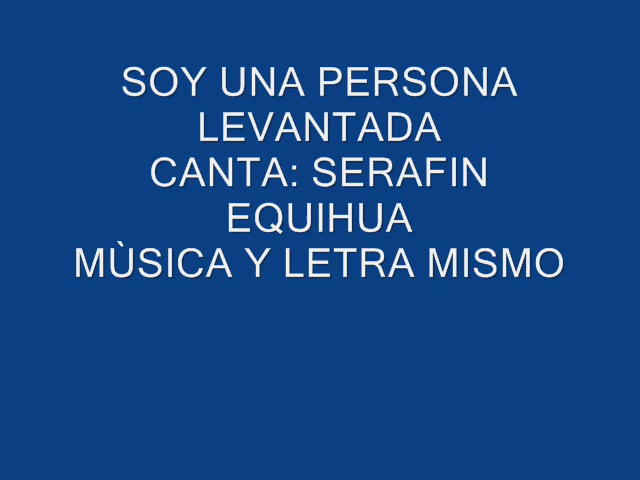 SOY UNA PERSONA
LEVANTADA
CANTA: SERAFIN
EQUIHUA
MÙSICA Y LETRA MISMO